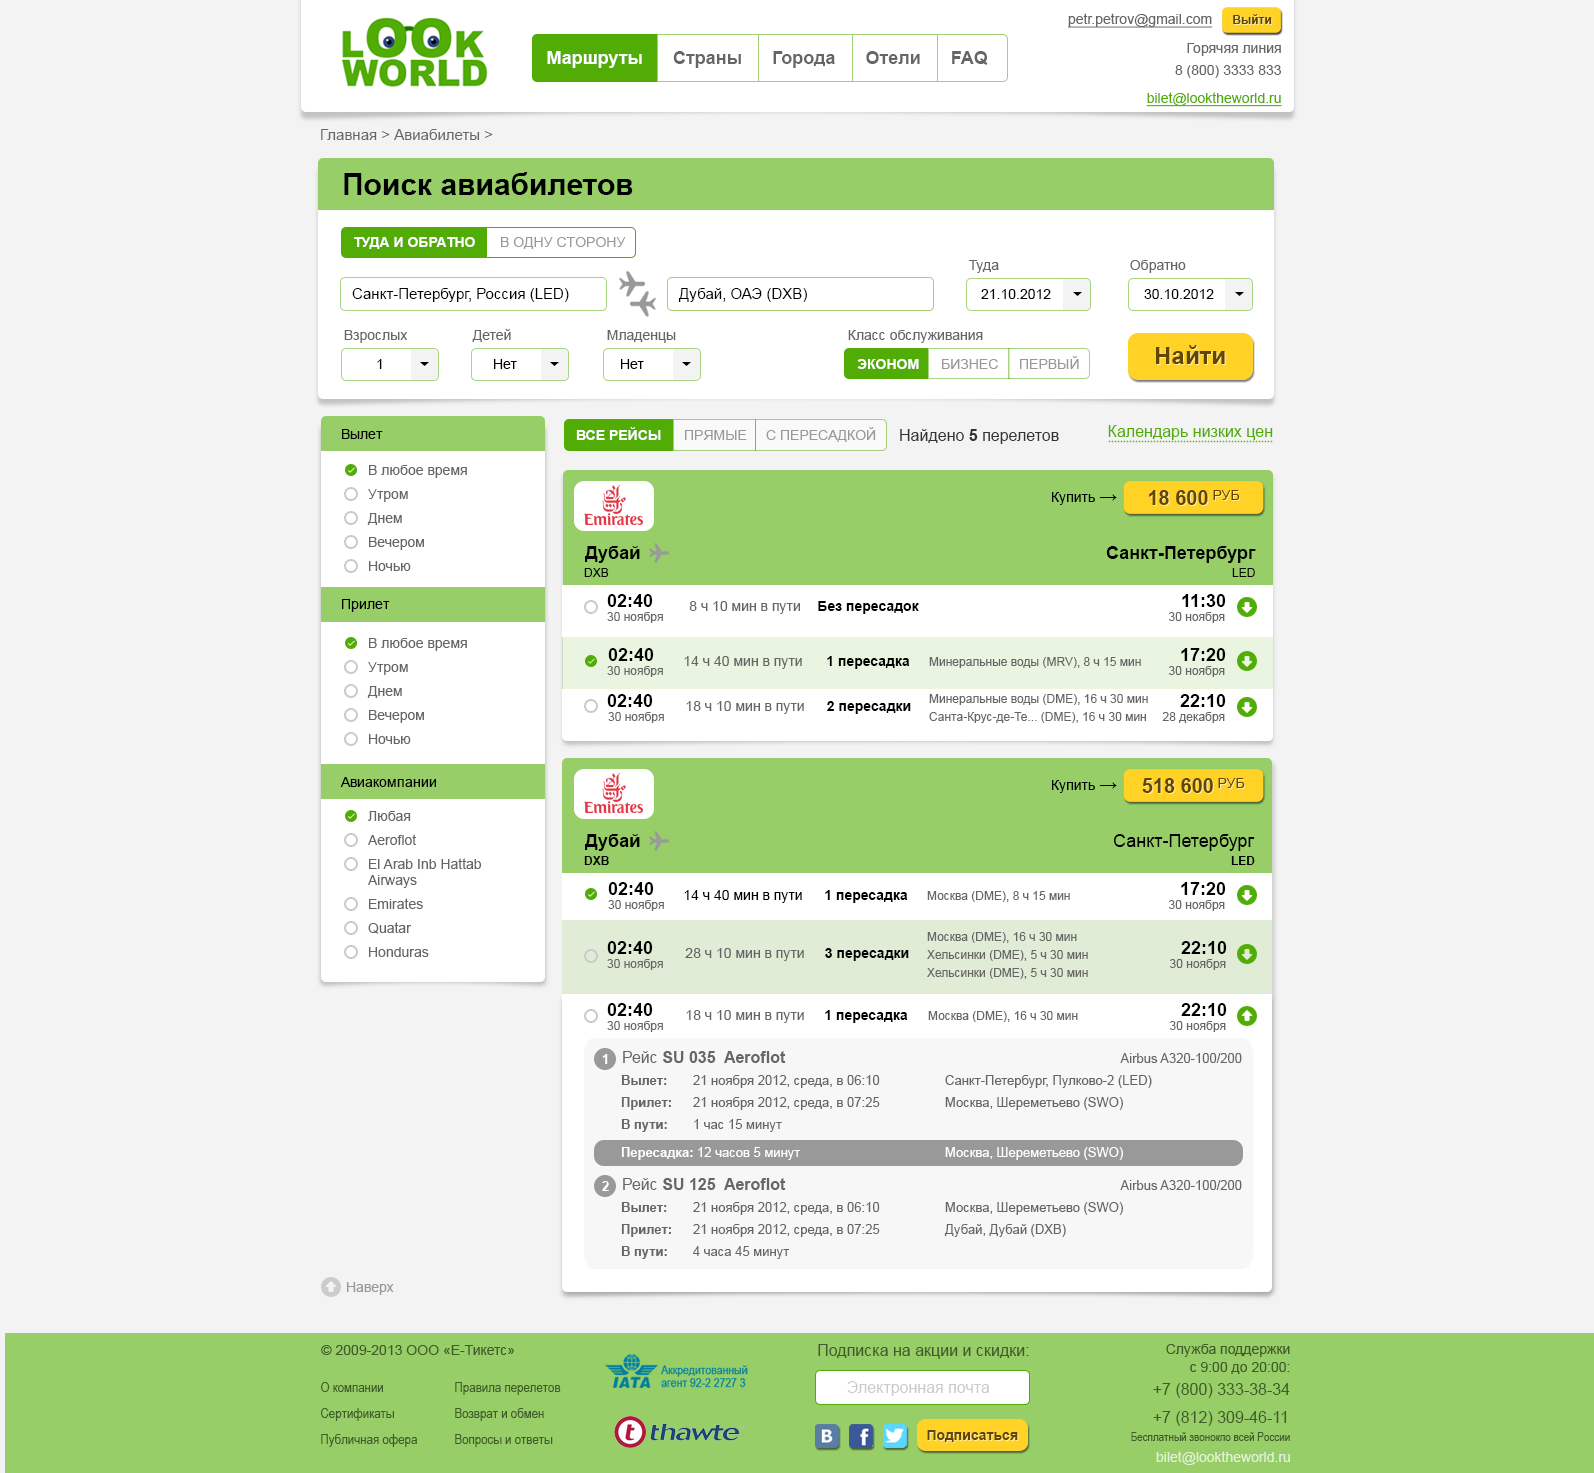 LOOK WORLD
Маршруты Страны Города Отели FAQ
petr.petrov@gmail.com Выйти
Горячяя линия
8 (800) 3333 833
bilet@looktheworld.ru
Главная > Авиабилеты >
Поиск авиабилетов
ТУДА И ОБРАТНО В ОДНУ СТОРОНУ
Туда Обратно
Санкт-Петербург, Россия (LED) Дубай, ОАЭ (DXB) 21.10.2012 30.10.2012
Взрослых Детей Младенцы Класс обслуживания
1 Нет Нет ЭКОНОМ БИЗНЕС ПЕРВЫЙ Найти
Вылет
В любое время
Утром
Днем
Вечером
Ночью
Прилет
В любое время
Утром
Днем
Вечером
Ночью
Авиакомпании
Любая
Aeroflot
El Arab Inb Hattab
Airways
Emirates
Quatar
Honduras
ВСЕ РЕЙСЫ ПРЯМЫЕ С ПЕРЕСАДКОЙ Найдено 5 перелетов Календарь низких цен
Emirates Купить → 18 600 РУБ
Дубай Санкт-Петербург
DXB LED
02:40 8 ч 10 мин в пути Без пересадок 11:30
30 ноября 30 ноября
02:40 14 ч 40 мин в пути 1 пересадка Минеральные воды (MRV), 8 ч 15 мин 17:20
30 ноября 30 ноября
02:40 18 ч 10 мин в пути 2 пересадки Минеральные воды (DME), 16 ч 30 мин 22:10
30 ноября Санта-Крус-де-Те... (DME), 16 ч 30 мин 28 декабря
Emirates Купить → 518 600 РУБ
Дубай Санкт-Петербург
DXB LED
02:40 14 ч 40 мин в пути 1 пересадка Москва (DME), 8 ч 15 мин 17:20
30 ноября 30 ноября
Москва (DME), 16 ч 30 мин
02:40 28 ч 10 мин в пути 3 пересадки Хельсинки (DME), 5 ч 30 мин 22:10
30 ноября Хельсинки (DME), 5 ч 30 мин 30 ноября
02:40 18 ч 10 мин в пути 1 пересадка Москва (DME), 16 ч 30 мин 22:10
30 ноября 30 ноября
1 Рейс SU 035 Aeroflot Airbus A320-100/200
Вылет: 21 ноября 2012, среда, в 06:10 Санкт-Петербург, Пулково-2 (LED)
Прилет: 21 ноября 2012, среда, в 07:25 Москва, Шереметьево (SWO)
В пути: 1 час 15 минут
Пересадка: 12 часов 5 минут Москва, Шереметьево (SWO)
2 Рейс SU 125 Aeroflot Airbus A320-100/200
Вылет: 21 ноября 2012, среда, в 06:10 Москва, Шереметьево (SWO)
Прилет: 21 ноября 2012, среда, в 07:25 Дубай, Дубай (DXB)
В пути: 4 часа 45 минут
Наверх
© 2009-2013 ООО «Е-Тикетс»
О компании Правила перелетов
Сертификаты Возврат и обмен
Публичная офера Вопросы и ответы
IATA Аккредитованный
агент 92-2 2727 3
thawte
Подписка на акции и скидки:
Электронная почта
Подписаться
Служба поддержки
с 9:00 до 20:00:
+7 (800) 333-38-34
+7 (812) 309-46-11
Бесплатный звонокпо всей России
bilet@looktheworld.ru